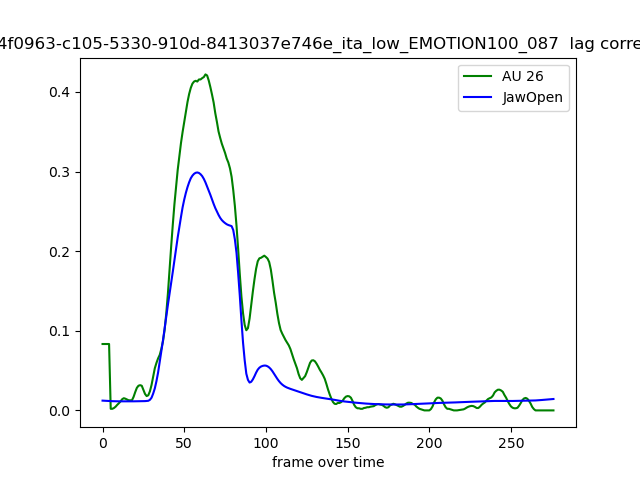 4f0963-c105-5330-910d-8413037e746e_ita_low_EMOTION100_087 lag corre
AU 26
JawOpen
0.4
0.3
0.2
0.1
0.0
0 50 100 150 200 250
frame over time